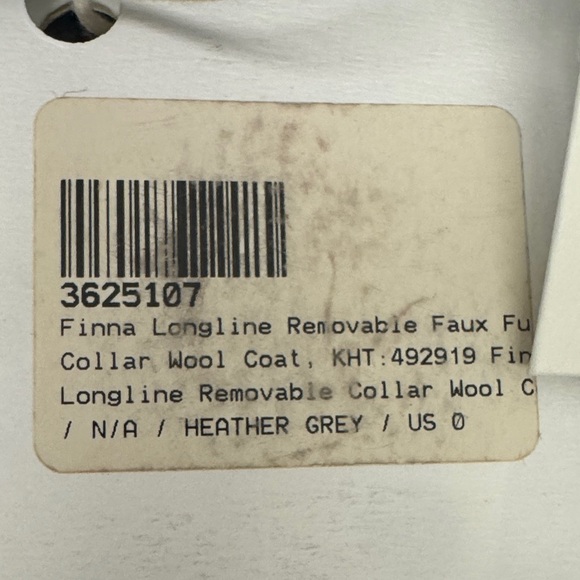 3625107
Finna Longline Removable Faux Fu
Collar Wool Coat, KHT:492919 Fin
Longline Removable Collar Wool C
/ N/A / HEATHER GREY / US 0